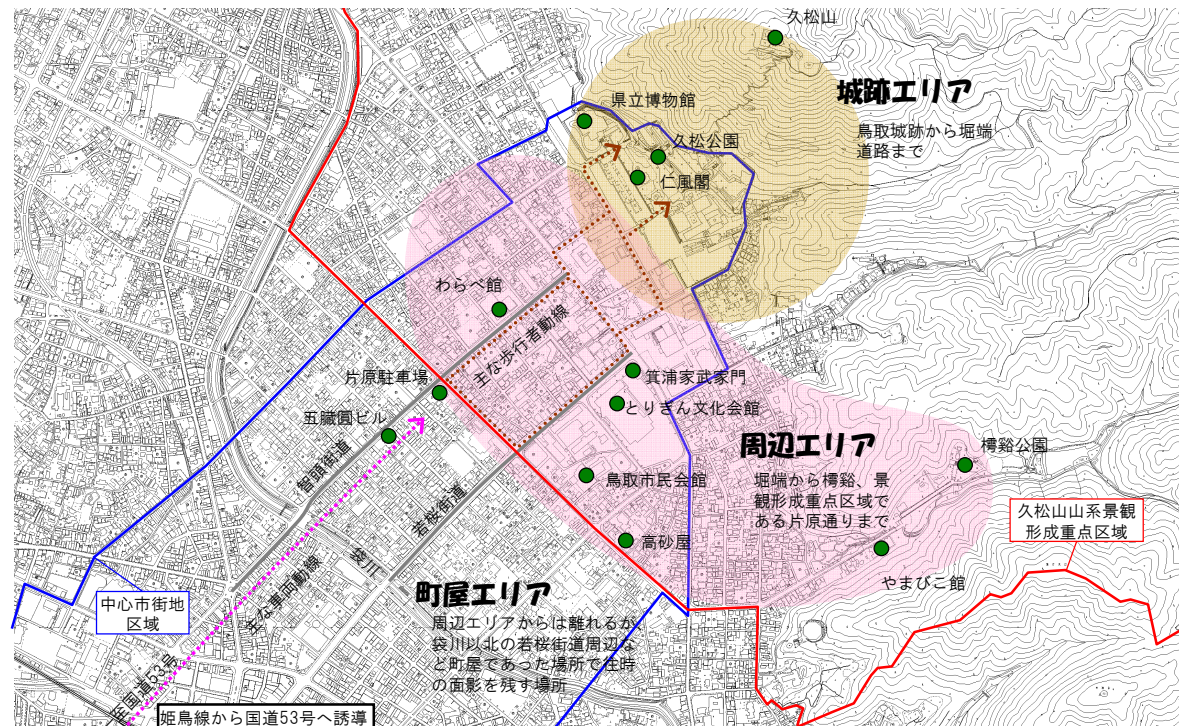 久松山
城跡エリア
鳥取城跡から堀端
道路まで
県立博物館
久松公園
仁風閣
わらべ館
主な歩行者動線
片原駐車場
箕浦家武家門
とりぎん文化会館
五臓圓ビル
智頭街道
若桜街道
周辺エリア
堀端から樗谿、景
観形成重点区域で
ある片原通りまで
樗谿公園
鳥取市民会館
久松山山系景観
形成重点区域
高砂屋
やまびこ館
袋川
町屋エリア
周辺エリアからは離れるが
袋川以北の若桜街道周辺な
ど町屋であった場所で往時
の面影を残す場所
中心市街地
区域
主な車両動線
国道53号
姫鳥線から国道53号へ誘導